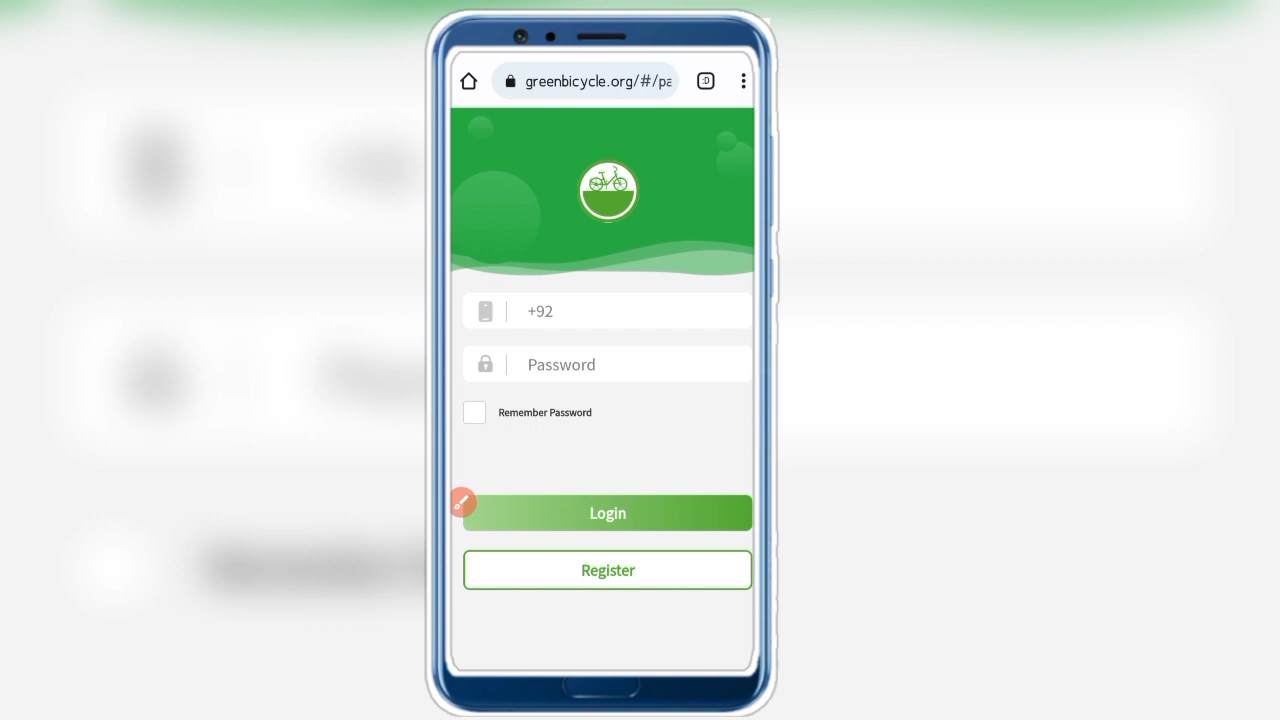 greenbicycle.org/#/pa
:D
+92
Password
Remember Password
Login
Register